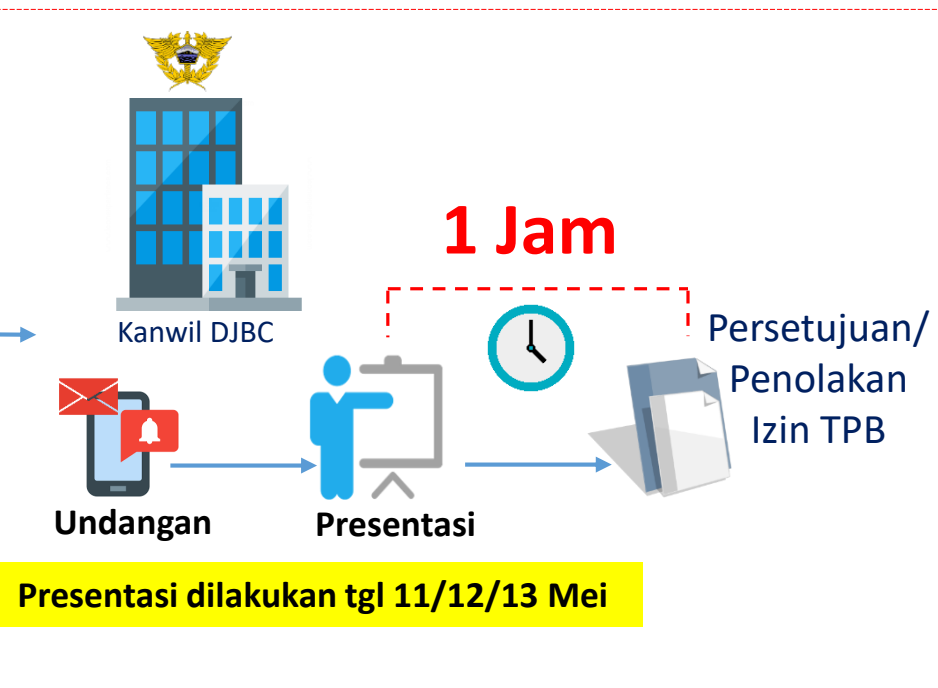 1 Jam
Kanwil DJBC
Persetujuan/
Penolakan
Izin TPB
Undangan
Presentasi
Presentasi dilakukan tgl 11/12/13 Mei